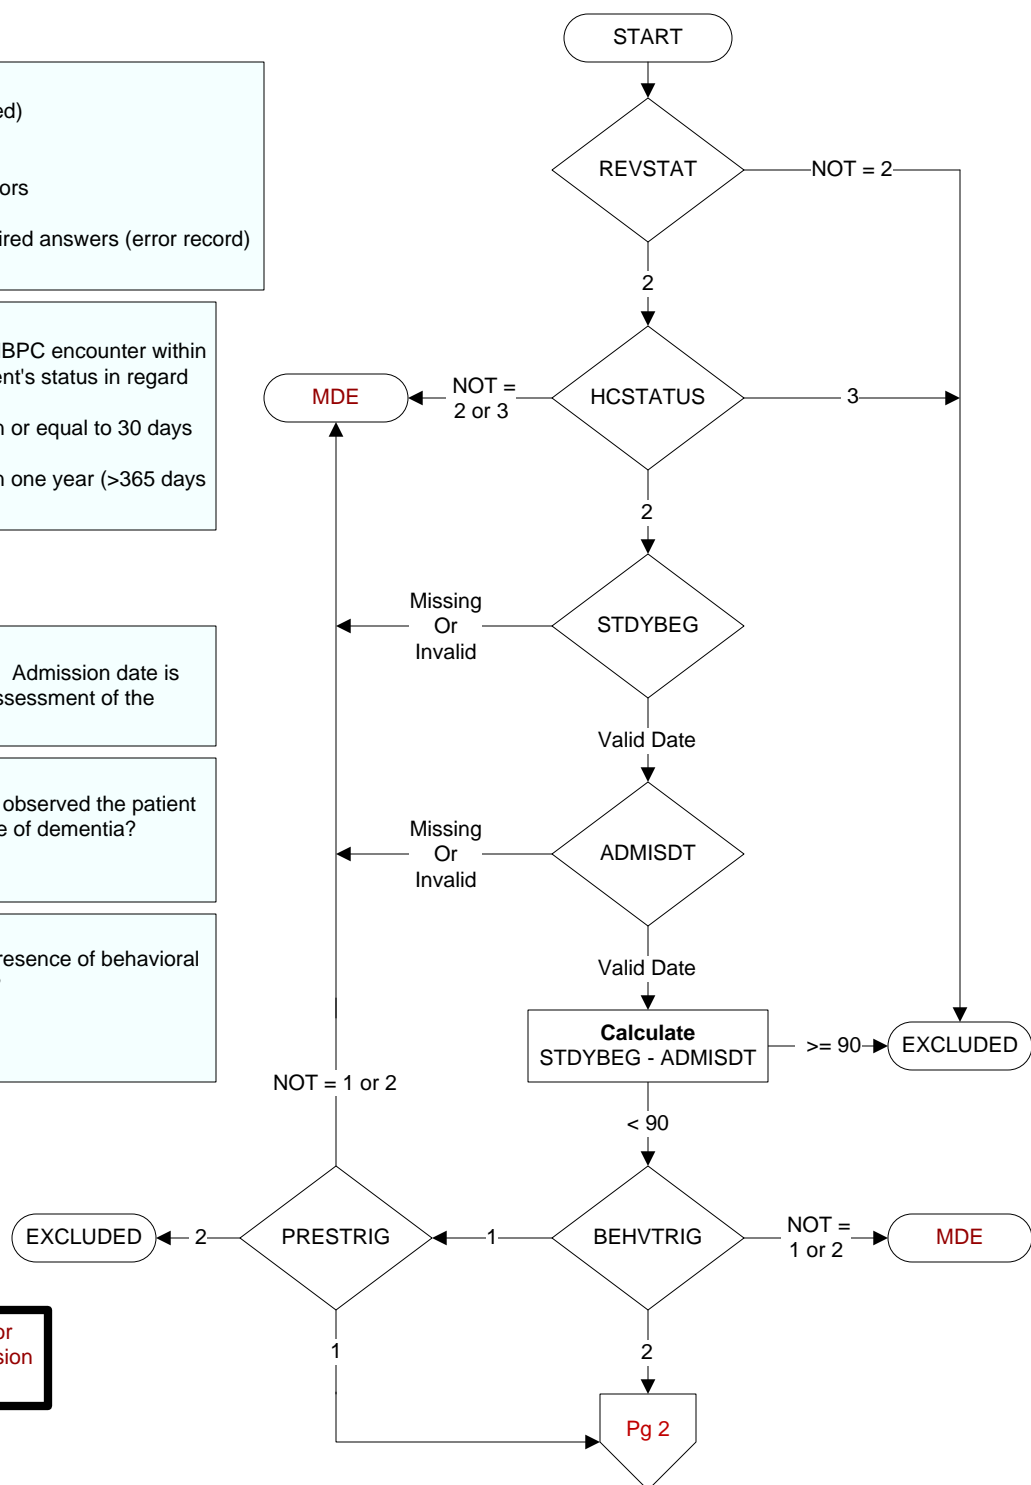 START
ed)
REVSTAT
NOT = 2
ors
ired answers (error record)
2
IBPC encounter within
ent's status in regard
n or equal to 30 days
n one year (>365 days
MDE
NOT =
2 or 3
HCSTATUS
3
2
Missing
Or
Invalid
STDYBEG
Admission date is
ssessment of the
Valid Date
observed the patient
e of dementia?
Missing
Or
Invalid
ADMISDT
resence of behavioral
Valid Date
Calculate
STDYBEG - ADMISDT
>= 90
EXCLUDED
NOT = 1 or 2
< 90
EXCLUDED
2
PRESTRIG
1
BEHVTRIG
NOT =
1 or 2
MDE
or
sion
1
2
Pg 2